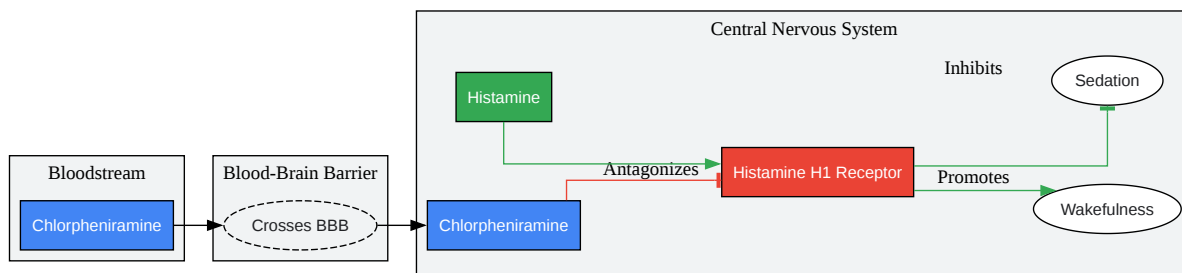 Central Nervous System
Inhibits
Sedation
Histamine
Bloodstream
Blood-Brain Barrier
Antagonizes
Histamine H1 Receptor
Promotes
Chlorpheniramine
Crosses BBB
Chlorpheniramine
Wakefulness